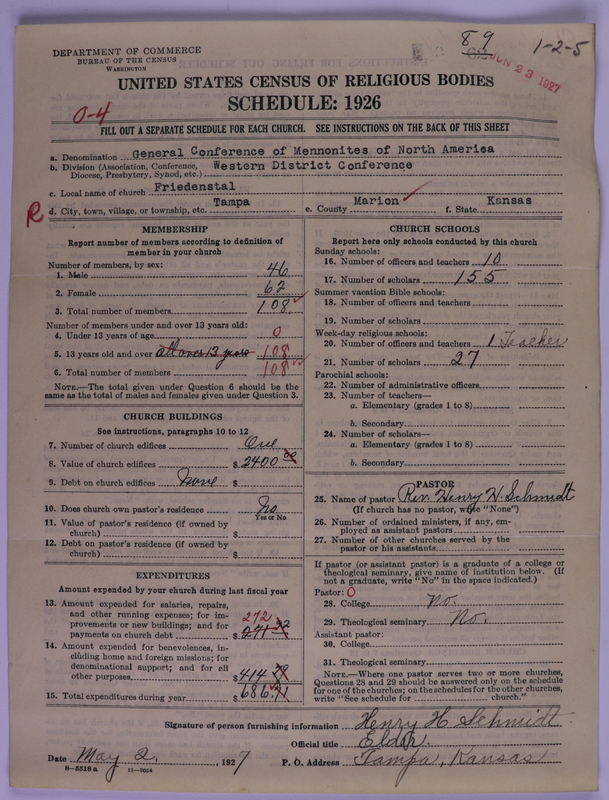 DEPARTMENT OF COMMERCE
BUREAU OF THE CENSUS
WASHINGTON
89
1-2-5
JUN 23 1927
UNITED STATES CENSUS OF RELIGIOUS BODIES
SCHEDULE: 1926
0-4
FILL OUT A SEPARATE SCHEDULE FOR EACH CHURCH. SEE INSTRUCTIONS ON THE BACK OF THIS SHEET
a. Denomination General Conference of Mennonites of North America
b. Division (Association, Conference, Diocese, Presbytery, Synod, etc.) Western District Conference
c. Local name of church Friedenstal
R d. City, town, village, or township, etc. Tampa e. County Marion f. State Kansas
MEMBERSHIP
Report number of members according to definition of
member in your church
Number of members, by sex:
1. Male 46
2. Female 62
3. Total number of members 108
Number of members under and over 13 years old:
4. Under 13 years of age 0
5. 13 years old and over all over 13 years 108
6. Total number of members 108
NOTE.—The total given under Question 6 should be the
same as the total of males and females given under Question 3.
CHURCH BUILDINGS
See instructions, paragraphs 10 to 12
7. Number of church edifices One
8. Value of church edifices $ 2400 00
9. Debt on church edifices None $
10. Does church own pastor's residence No
Yes or No
11. Value of pastor's residence (if owned by
church) $
12. Debt on pastor's residence (if owned by
church) $
EXPENDITURES
Amount expended by your church during last fiscal year
13. Amount expended for salaries, repairs,
and other running expenses; for im-
provements or new buildings; and for
payments on church debt 272 $ 271 92
14. Amount expended for benevolences, in-
cluding home and foreign missions; for
denominational support; and for all
other purposes $ 414 79
15. Total expenditures during year $ 686.71
CHURCH SCHOOLS
Report here only schools conducted by this church
Sunday schools:
16. Number of officers and teachers 10
17. Number of scholars 155
Summer vacation Bible schools:
18. Number of officers and teachers
19. Number of scholars
Week-day religious schools:
20. Number of officers and teachers 1 Teacher
21. Number of scholars 27
Parochial schools:
22. Number of administrative officers
23. Number of teachers—
a. Elementary (grades 1 to 8)
b. Secondary
24. Number of scholars—
a. Elementary (grades 1 to 8)
b. Secondary
PASTOR
25. Name of pastor Rev. Henry H. Schmidt
(If church has no pastor, write "None")
26. Number of ordained ministers, if any, em-
ployed as assistant pastors
27. Number of other churches served by the
pastor or his assistants
If pastor (or assistant pastor) is a graduate of a college or
theological seminary, give name of institution below. (If
not a graduate, write "No" in the space indicated.)
Pastor: 0
28. College No.
29. Theological seminary No.
Assistant pastor:
30. College
31. Theological seminary
NOTE.—Where one pastor serves two or more churches,
Questions 28 and 29 should be answered only on the schedule
for one of the churches; on the schedules for the other churches,
write "See schedule for church."
Signature of person furnishing information Henry H. Schmidt
Official title Elder
Date May 2, 1927 P. O. Address Tampa, Kansas
8—5518 a 11—9034